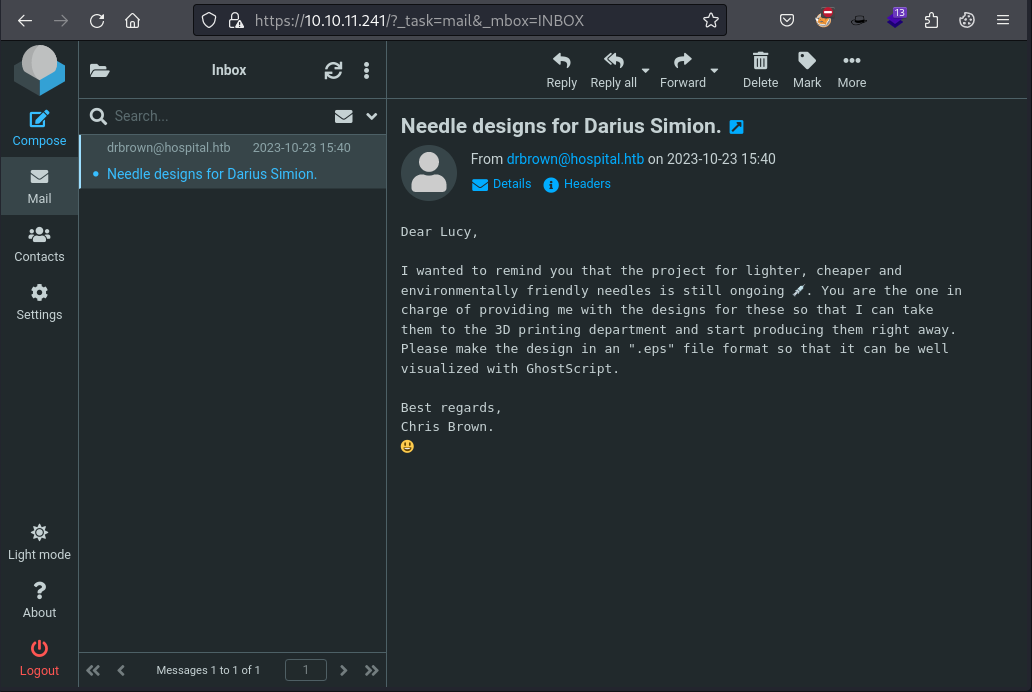 https://10.10.11.241/?_task=mail&_mbox=INBOX
13
Compose
Mail
Contacts
Settings
Light mode
About
Logout
Inbox
Search...
drbrown@hospital.htb 2023-10-23 15:40
Needle designs for Darius Simion.
Messages 1 to 1 of 1
1
Reply Reply all Forward Delete Mark More
Needle designs for Darius Simion.
From drbrown@hospital.htb on 2023-10-23 15:40
Details Headers
Dear Lucy,
I wanted to remind you that the project for lighter, cheaper and
environmentally friendly needles is still ongoing 💉. You are the one in
charge of providing me with the designs for these so that I can take
them to the 3D printing department and start producing them right away.
Please make the design in an ".eps" file format so that it can be well
visualized with GhostScript.
Best regards,
Chris Brown.
😃